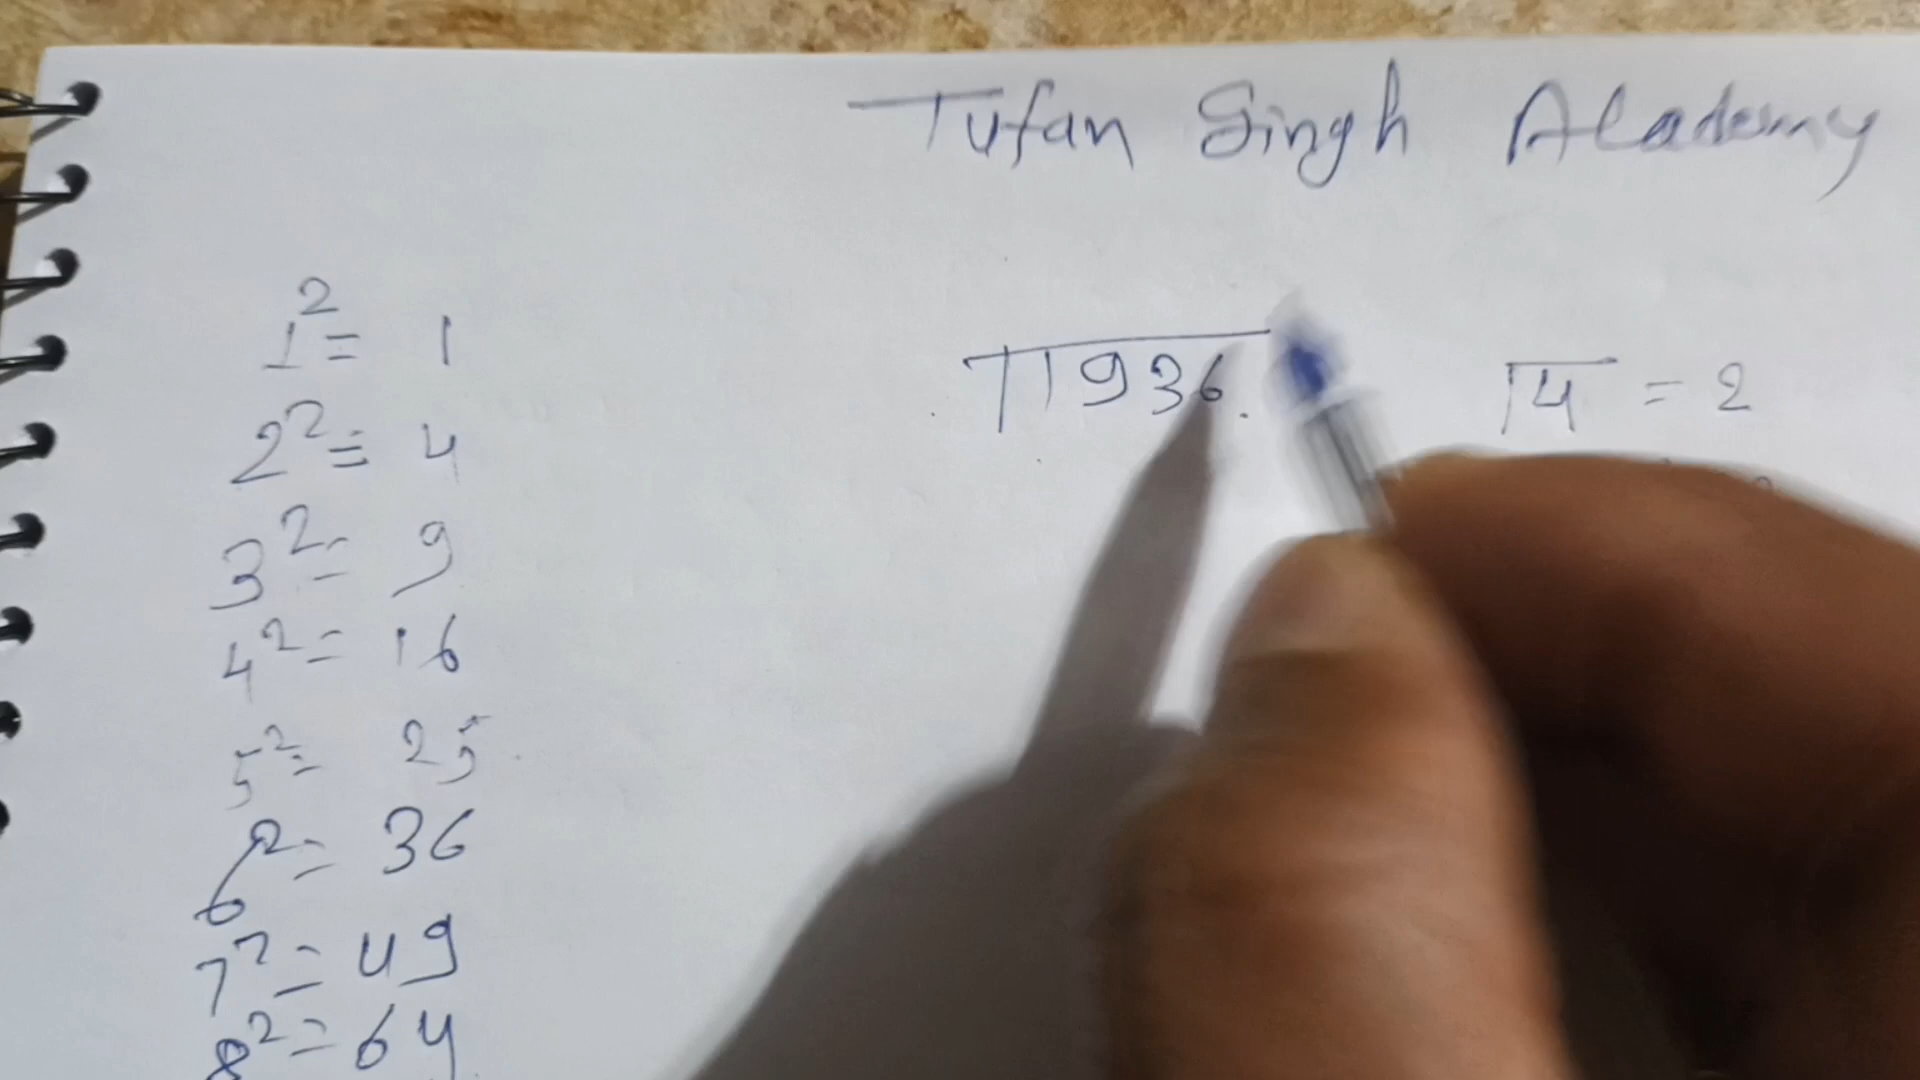 Tufan Singh Academy
1² = 1
2² = 4
3² = 9
4² = 16
5² = 25
6² = 36
7² = 49
8² = 64
√1936
√4 = 2